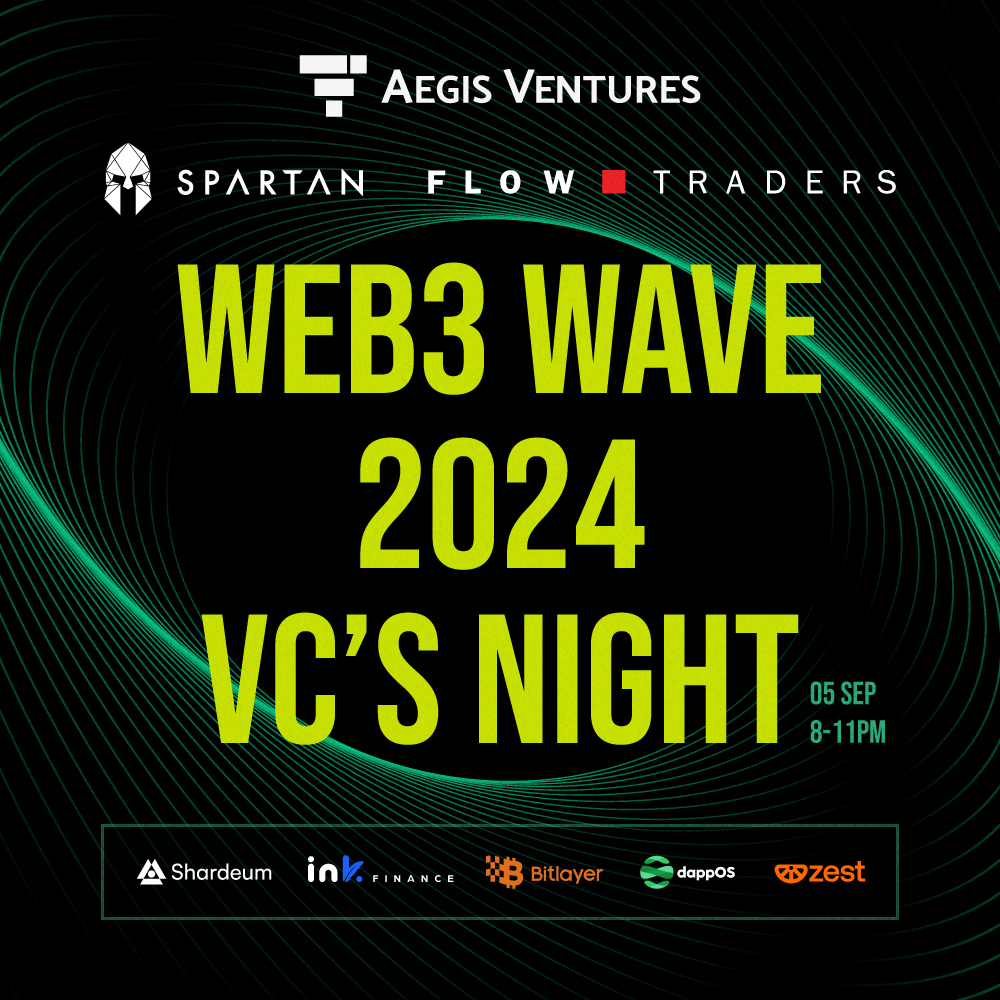 AEGIS VENTURES
SPARTAN FLOW TRADERS
WEB3 WAVE
2024
VC’S NIGHT
05 SEP
8-11PM
Shardeum ink. FINANCE Bitlayer dappOS zest